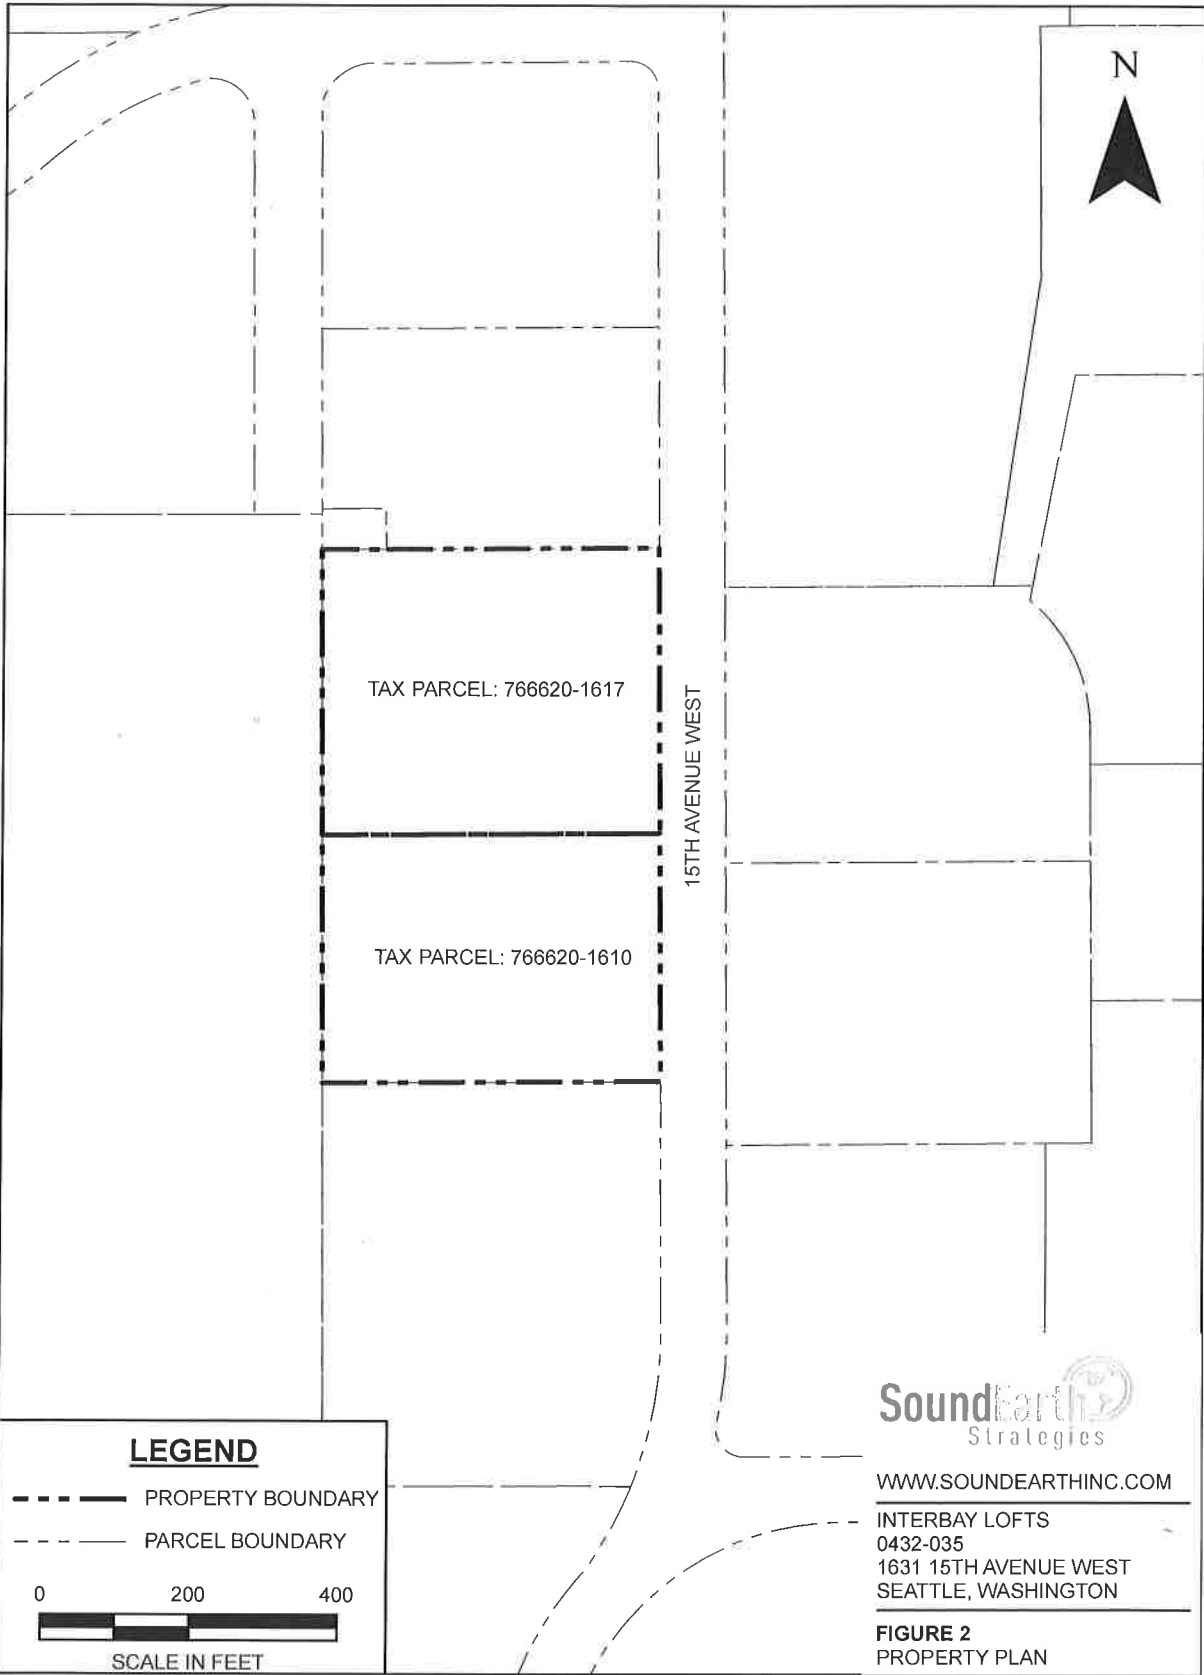 N
TAX PARCEL: 766620-1617
15TH AVENUE WEST
TAX PARCEL: 766620-1610
SoundEarth
Strategies
WWW.SOUNDEARTHINC.COM
INTERBAY LOFTS
0432-035
1631 15TH AVENUE WEST
SEATTLE, WASHINGTON
FIGURE 2
PROPERTY PLAN
LEGEND
PROPERTY BOUNDARY
PARCEL BOUNDARY
0 200 400
SCALE IN FEET